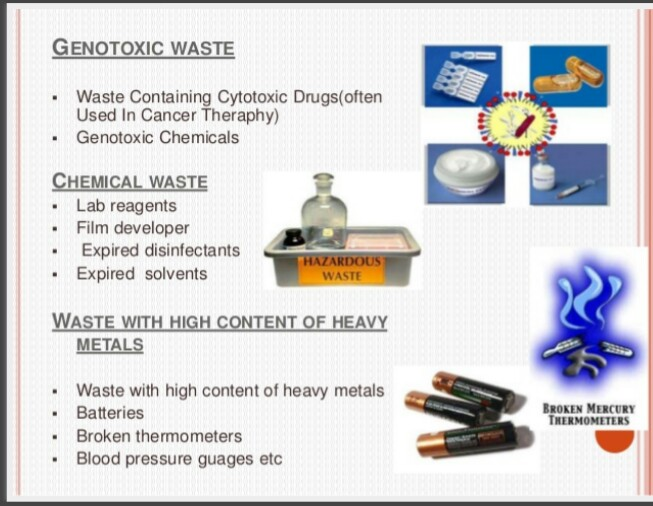 GENOTOXIC WASTE
▪ Waste Containing Cytotoxic Drugs(often
Used In Cancer Theraphy)
▪ Genotoxic Chemicals
CHEMICAL WASTE
▪ Lab reagents
▪ Film developer
▪ Expired disinfectants
▪ Expired solvents
HAZARDOUS
WASTE
WASTE WITH HIGH CONTENT OF HEAVY
METALS
▪ Waste with high content of heavy metals
▪ Batteries
▪ Broken thermometers
▪ Blood pressure guages etc
BROKEN MERCURY
THERMOMETERS